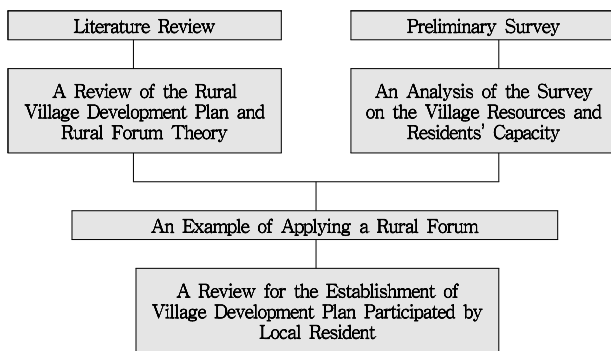 Literature Review
Preliminary Survey
A Review of the Rural
Village Development Plan and
Rural Forum Theory
An Analysis of the Survey
on the Village Resources and
Residents' Capacity
An Example of Applying a Rural Forum
A Review for the Establishment of
Village Development Plan Participated by
Local Resident